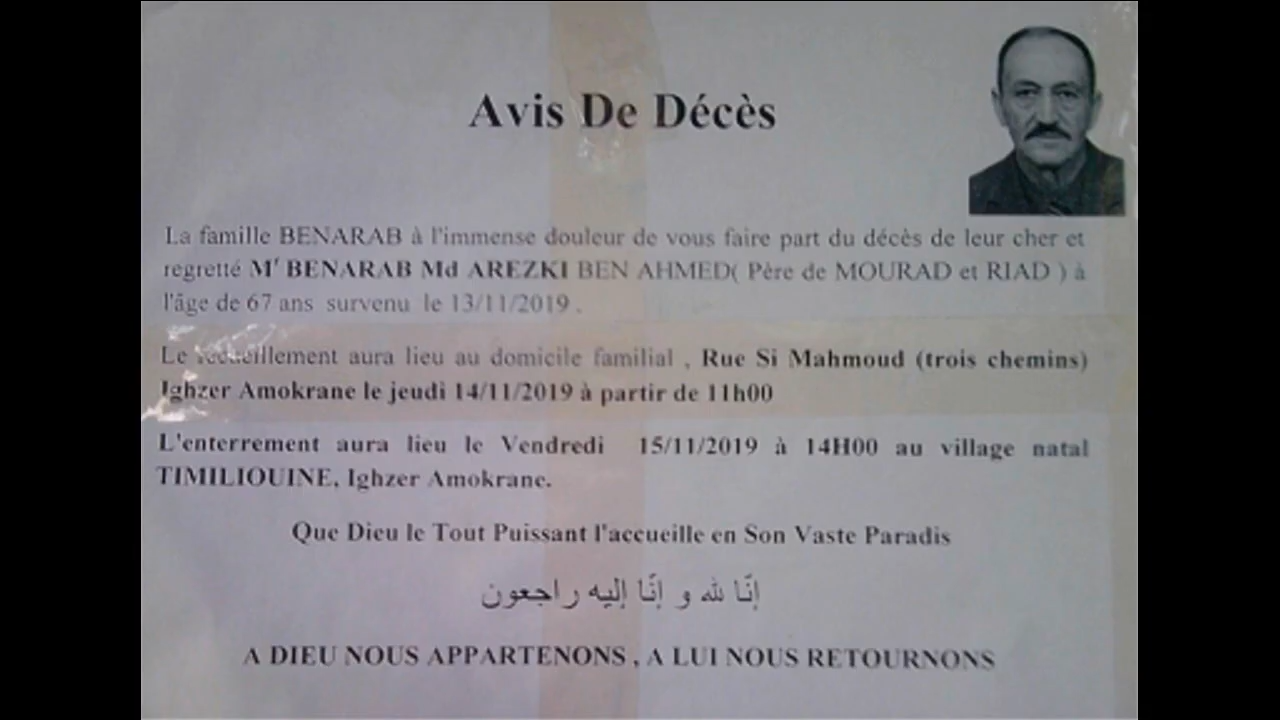 Avis De Décès
La famille BENARAB à l'immense douleur de vous faire part du décès de leur cher et
regretté Mʳ BENARAB Md AREZKI BEN AHMED( Père de MOURAD et RIAD ) à
l'âge de 67 ans survenu le 13/11/2019 .
Le recueillement aura lieu au domicile familial , Rue Si Mahmoud (trois chemins)
Ighzer Amokrane le jeudi 14/11/2019 à partir de 11h00
L'enterrement aura lieu le Vendredi 15/11/2019 à 14H00 au village natal
TIMILIOUINE, Ighzer Amokrane.
Que Dieu le Tout Puissant l'accueille en Son Vaste Paradis
إنّا لله و إنّا إليه راجعون
A DIEU NOUS APPARTENONS , A LUI NOUS RETOURNONS